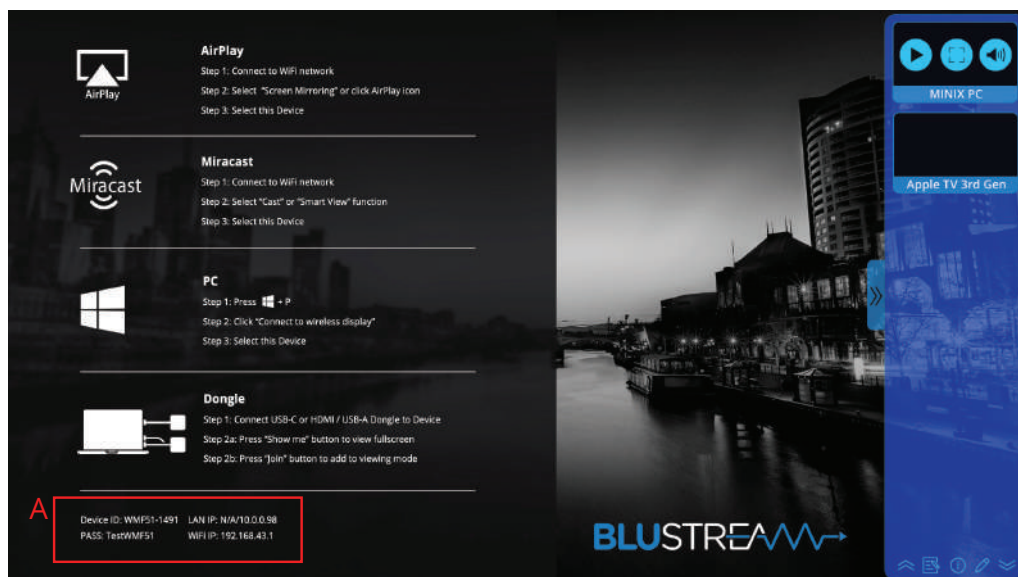 AirPlay
AirPlay
Step 1: Connect to WiFi network
Step 2: Select "Screen Mirroring" or click AirPlay icon
Step 3: Select this Device
Miracast
Miracast
Step 1: Connect to WiFi network
Step 2: Select "Cast" or "Smart View" function
Step 3: Select this Device
PC
Step 1: Press + P
Step 2: Click "Connect to wireless display"
Step 3: Select this Device
Dongle
Step 1: Connect USB-C or HDMI / USB-A Dongle to Device
Step 2a: Press "Show me" button to view fullscreen
Step 2b: Press "Join" button to add to viewing mode
A
Device ID: WMF51-1491 LAN IP: N/A/10.0.0.98
PASS: TestWMF51 WiFi IP: 192.168.43.1
BLUSTREAM
MINIX PC
Apple TV 3rd Gen